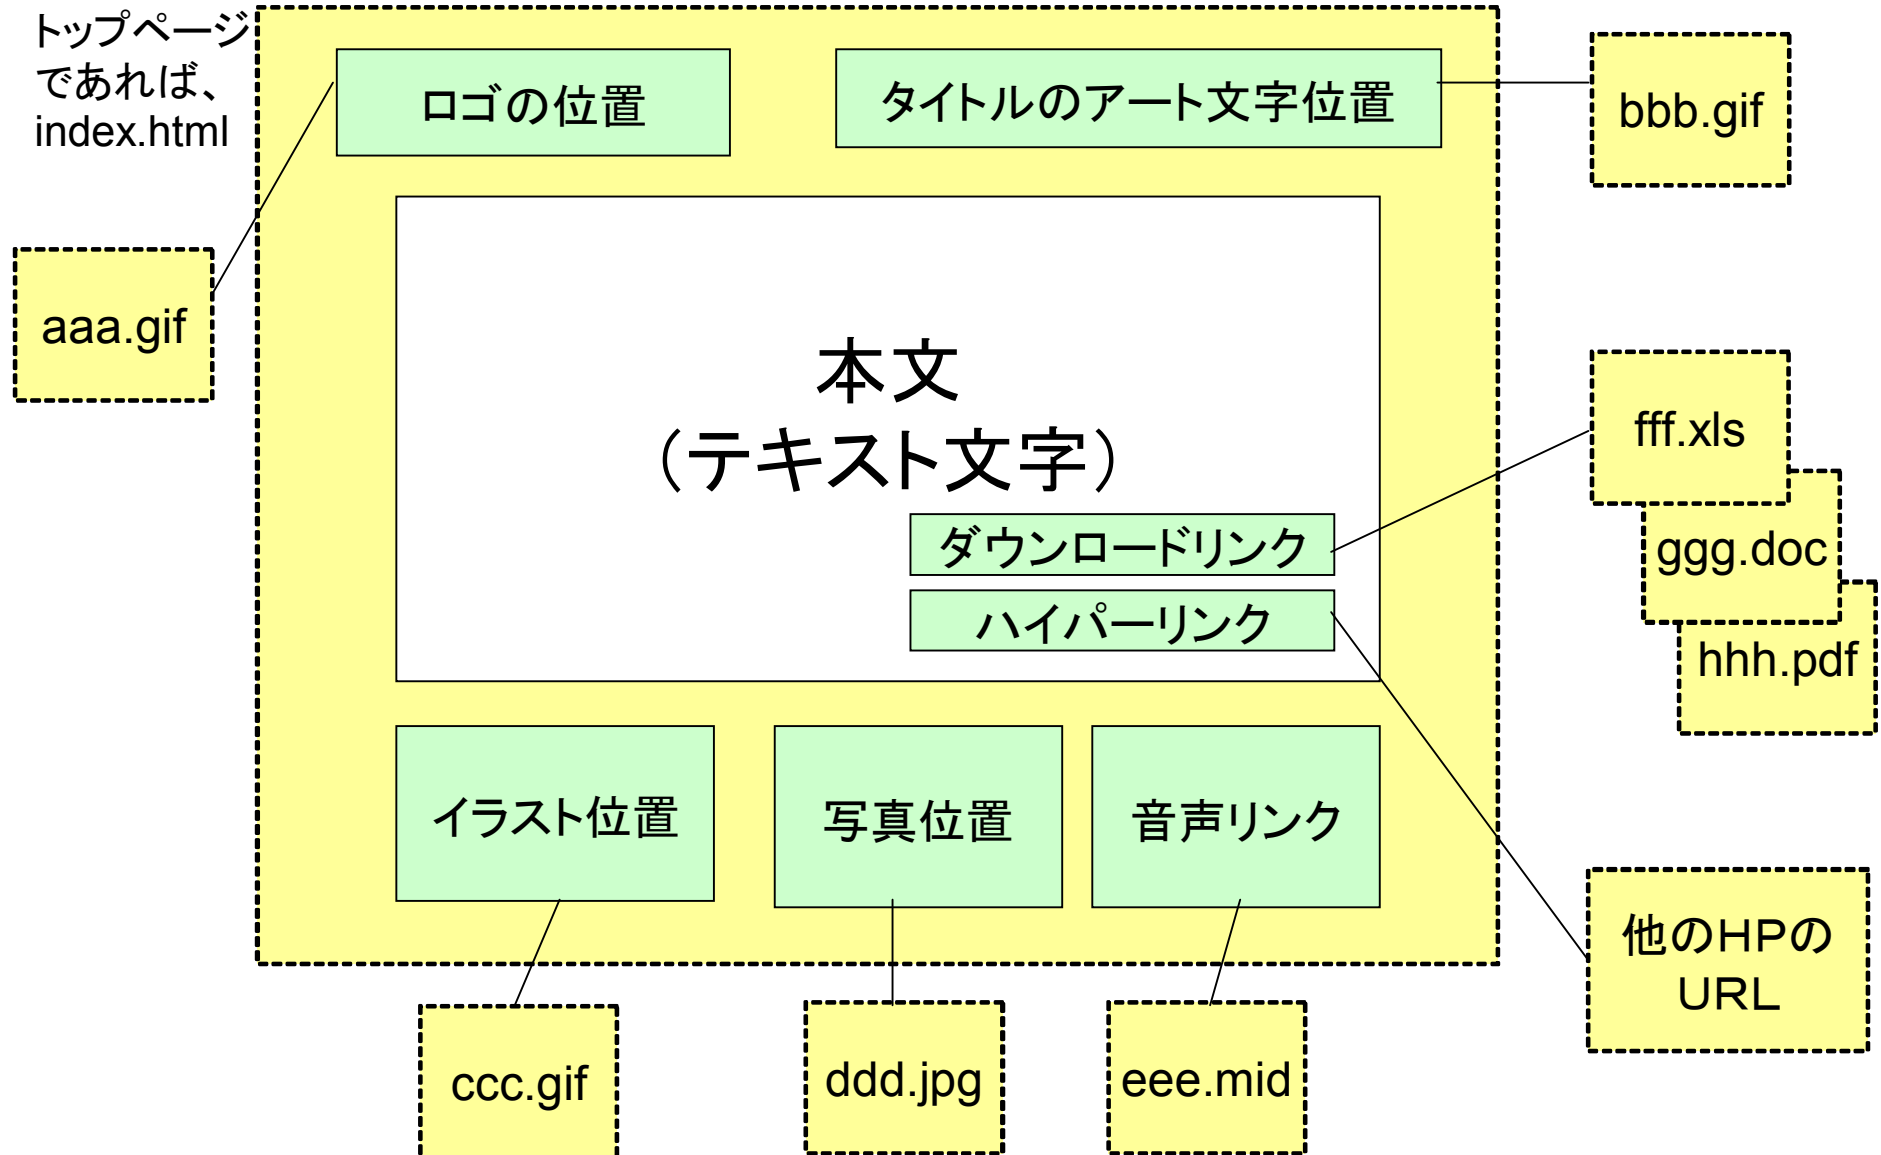 トップページ
であれば、
index.html
ロゴの位置
タイトルのアート文字位置
bbb.gif
aaa.gif
本文
（テキスト文字）
fff.xls
ダウンロードリンク
ggg.doc
ハイパーリンク
hhh.pdf
イラスト位置
写真位置
音声リンク
他のＨＰの
ＵＲＬ
ccc.gif
ddd.jpg
eee.mid